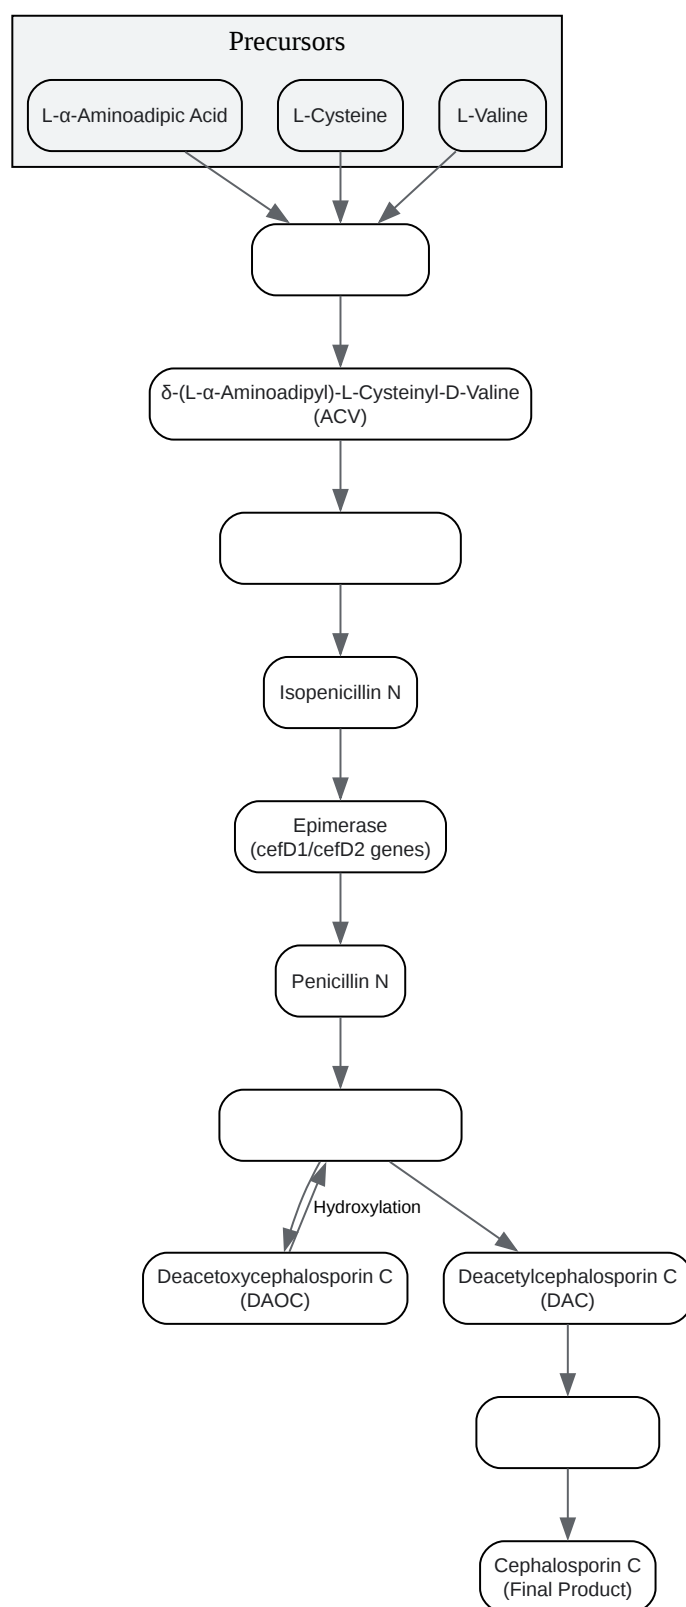 Precursors
L-α-Aminoadipic Acid
L-Cysteine
L-Valine
δ-(L-α-Aminoadipyl)-L-Cysteinyl-D-Valine
(ACV)
Isopenicillin N
Epimerase
(cefD1/cefD2 genes)
Penicillin N
Hydroxylation
Deacetoxycephalosporin C
(DAOC)
Deacetylcephalosporin C
(DAC)
Cephalosporin C
(Final Product)